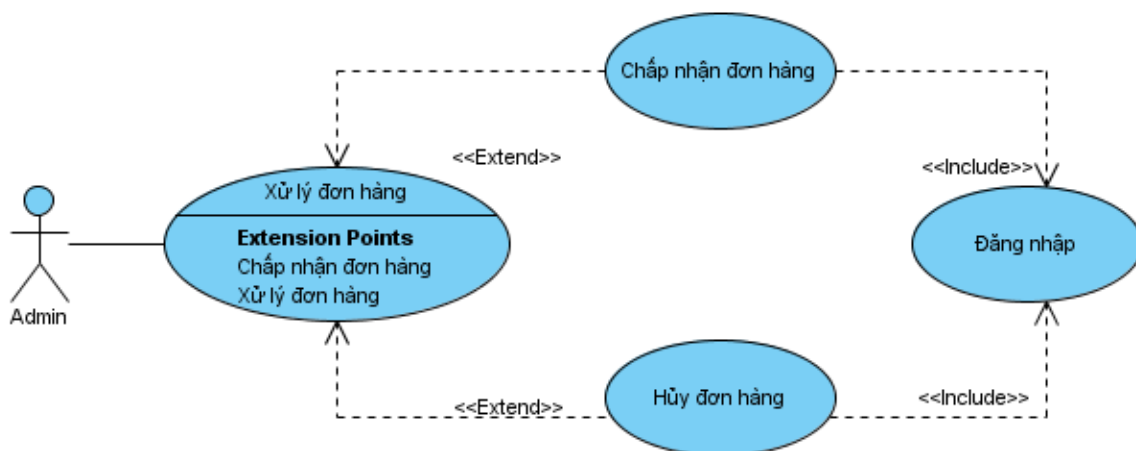 Chấp nhận đơn hàng
<<Extend>>
<<Include>>
Xử lý đơn hàng
Extension Points
Chấp nhận đơn hàng
Xử lý đơn hàng
Admin
Đăng nhập
Hủy đơn hàng
<<Extend>>
<<Include>>